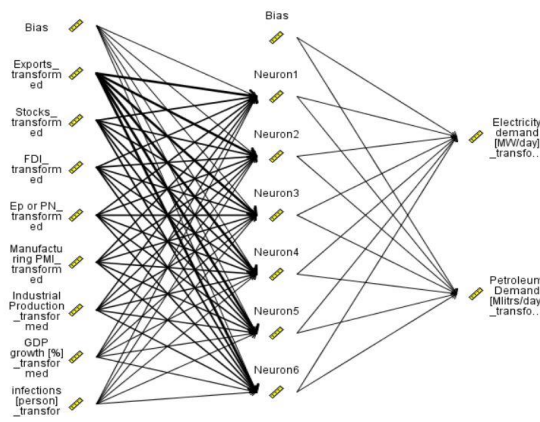 Bias
Exports_
transform
ed
Stocks_
transform
ed
FDI_
transform
ed
Ep or PN_
transform
ed
Manufactu
ring PMI_
transform
ed
Industrial
Production
_transfor
med
GDP
growth [%]
_transfor
med
infections
[person]
_transfor
Bias
Neuron1
Neuron2
Neuron3
Neuron4
Neuron5
Neuron6
Electricity
demand
[MW/day]
_transfo..
Petroleum
Demand
[Mlitrs/day
_transfo..